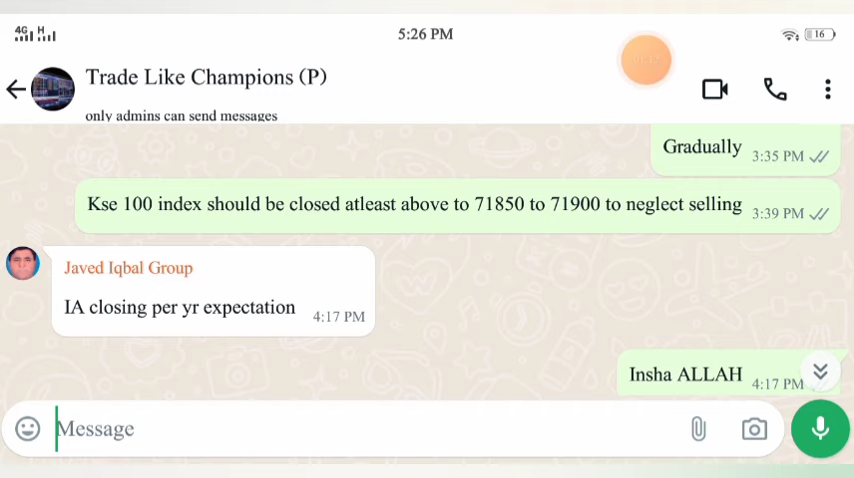 4G H
5:26 PM
16
Trade Like Champions (P)
only admins can send messages
Gradually 3:35 PM
Kse 100 index should be closed atleast above to 71850 to 71900 to neglect selling 3:39 PM
Javed Iqbal Group
IA closing per yr expectation 4:17 PM
Insha ALLAH 4:17 PM
Message